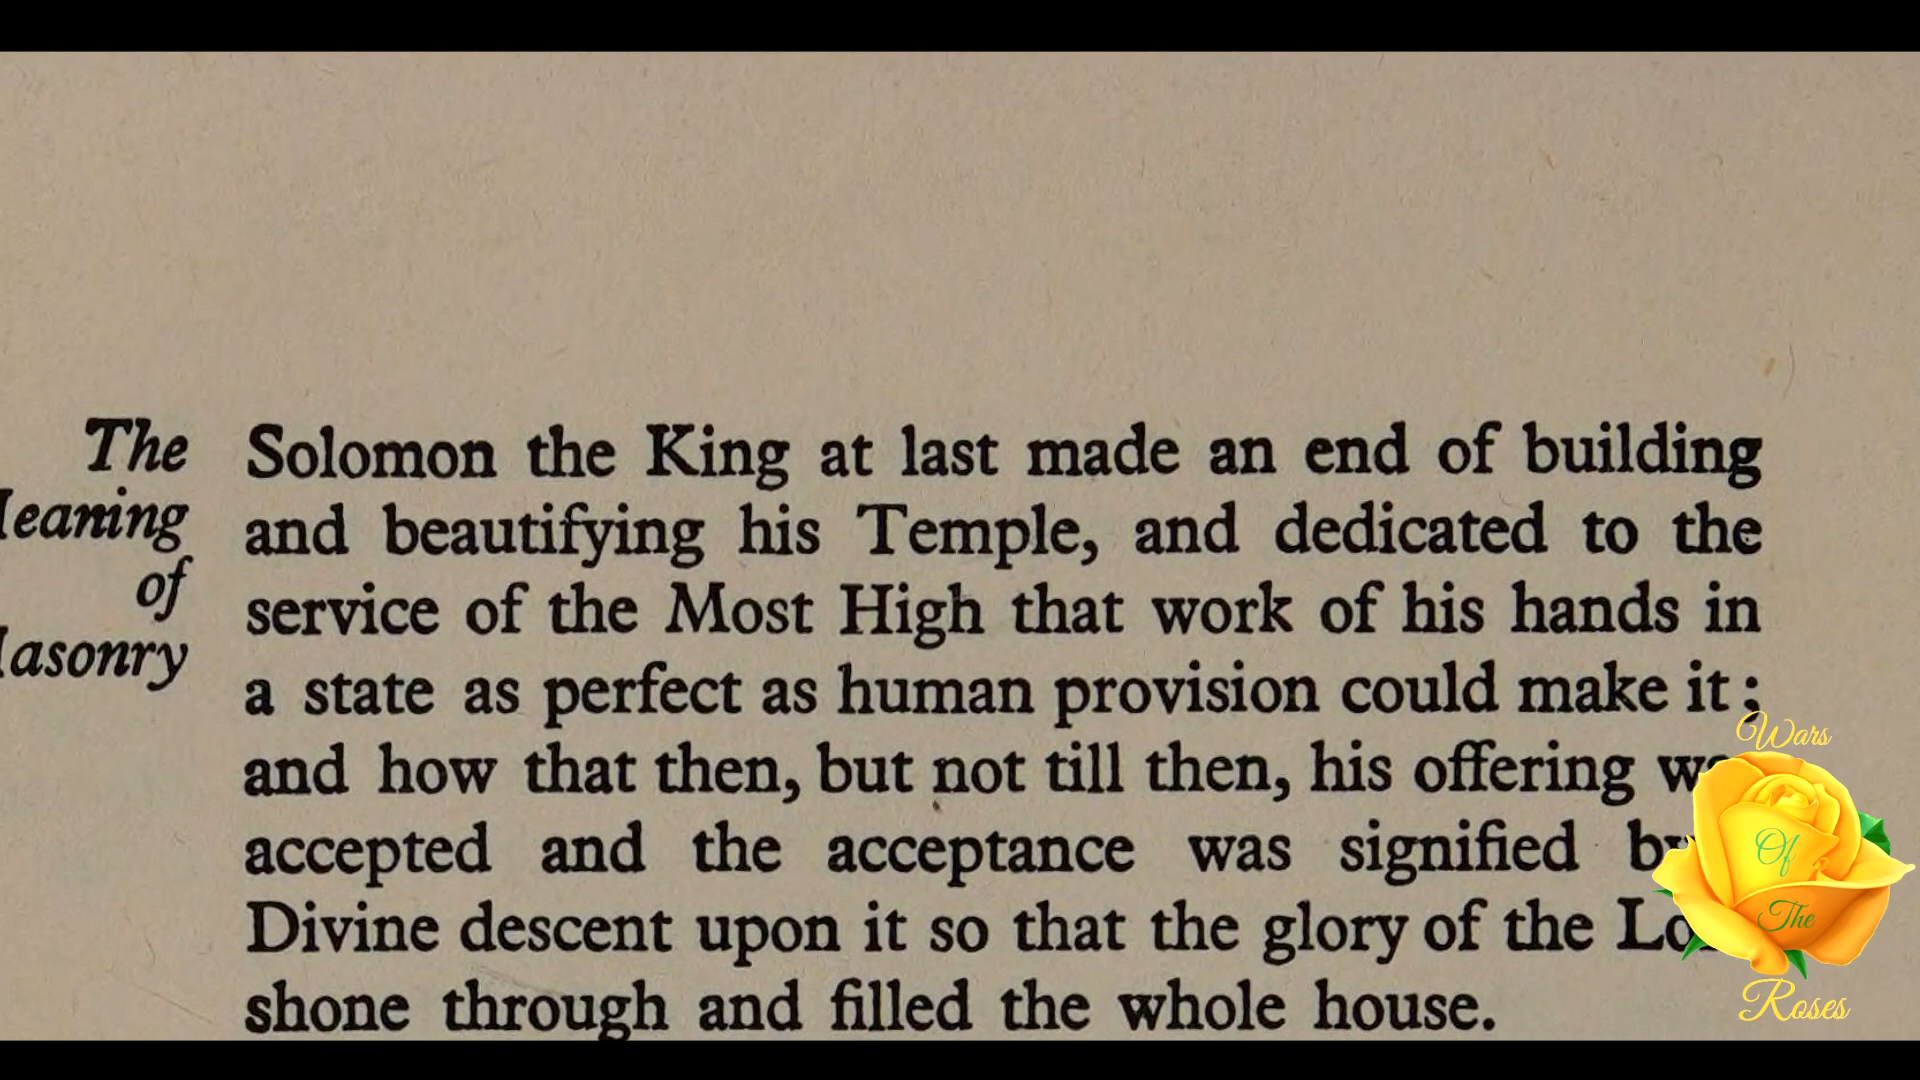 The
Meaning
of
Masonry
Solomon the King at last made an end of building
and beautifying his Temple, and dedicated to the
service of the Most High that work of his hands in
a state as perfect as human provision could make it;
and how that then, but not till then, his offering
accepted and the acceptance was signified by
Divine descent upon it so that the glory of the
shone through and filled the whole house.
Wars
Of
The
Roses